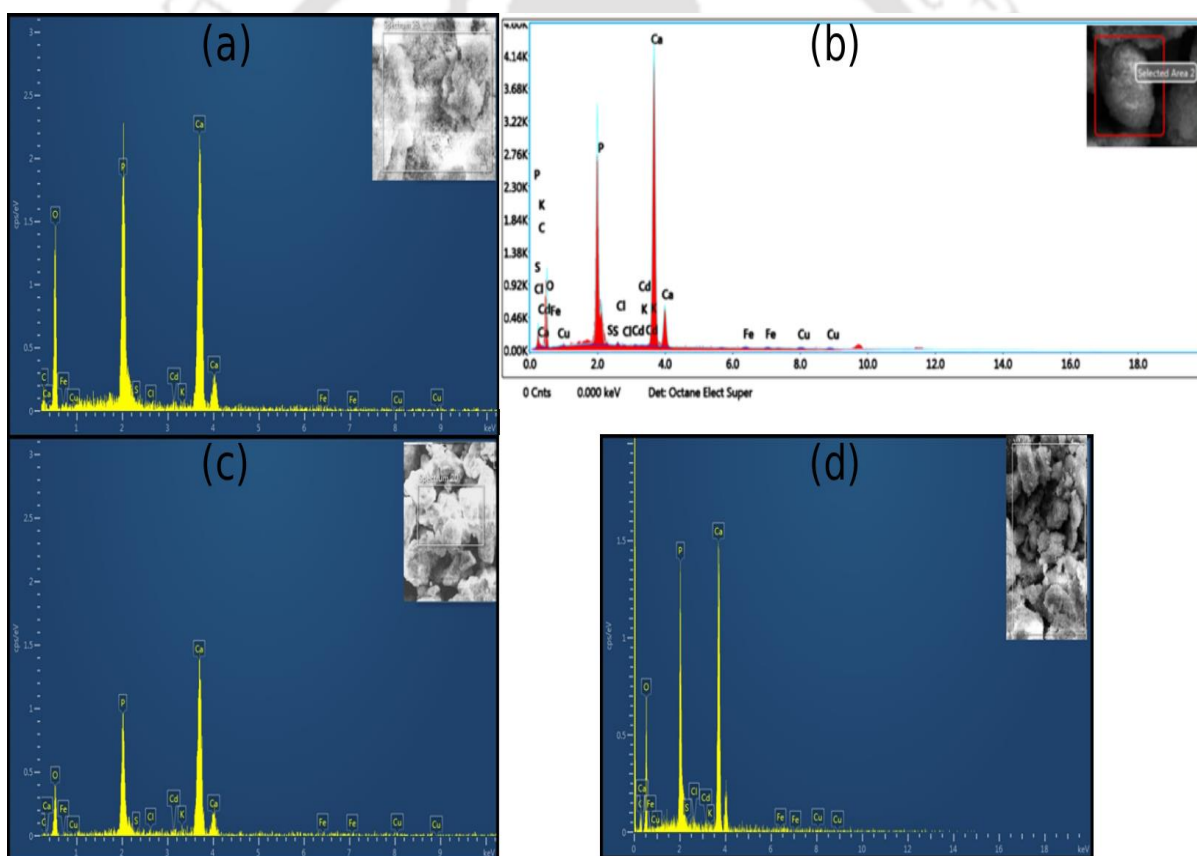 (a)
3
2.5
2
1.5
1
0.5
0
cps/eV
O
P
Ca
C
Ca
Fe
Cu
S
Cl
Cd
K
Ca
Fe
Fe
Cu
Cu
1 2 3 4 5 6 7 8 9 keV
(b)
Selected Area 2
4.14K
3.68K
3.22K
2.76K
2.30K
1.84K
1.38K
0.92K
0.46K
0.00K
Ca
P
P
K
C
S
Cl
O
Cd Fe
Ca
Cu
S S
Cl
Cl Cd
Cd
K K
Cd
Ca
Fe Fe Cu Cu
0.0 2.0 4.0 6.0 8.0 10.0 12.0 14.0 16.0 18.0
0 Cnts 0.000 keV Det: Octane Elect Super
(c)
3
2.5
2
1.5
1
0.5
0
cps/eV
Ca
P
O
Ca
C
Fe
Cu
S
Cl
Cd
K
Ca
Fe
Fe
Cu
Cu
0 1 2 3 4 5 6 7 8 9 10 keV
(d)
1.5
1
0.5
0
cps/eV
Ca
P
O
Ca
C
Fe
Cu
S
Cl
Cd
K
Fe
Fe
Cu
Cu
0 2 4 6 8 10 12 14 16 18 keV